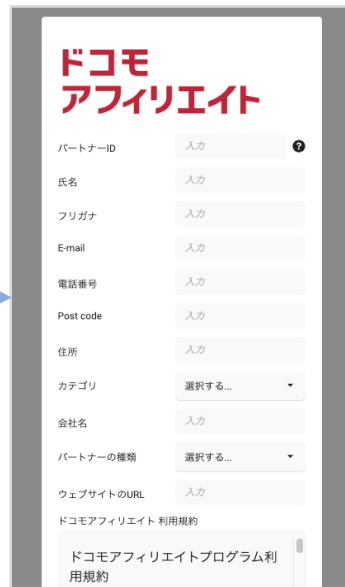 ドコモ
アフィリエイト
パートナーID 入力 ?
氏名 入力
フリガナ 入力
E-mail 入力
電話番号 入力
Post code 入力
住所 入力
カテゴリ 選択する...
会社名 入力
パートナーの種類 選択する...
ウェブサイトのURL 入力
ドコモアフィリエイト 利用規約
ドコモアフィリエイトプログラム利
用規約